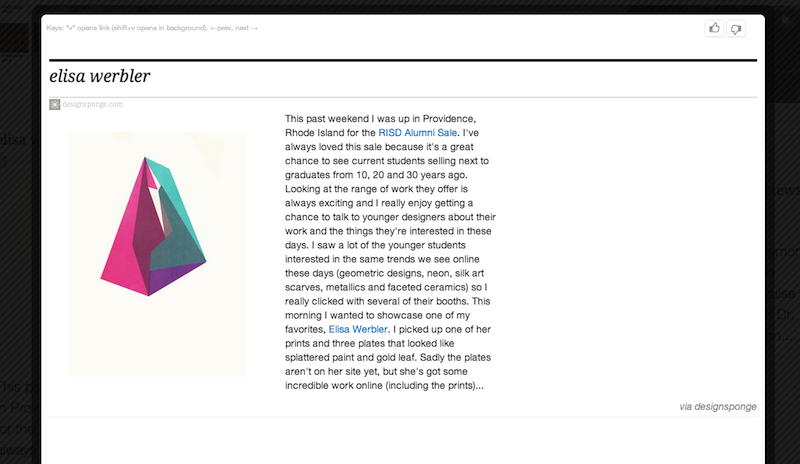 Keys: "v" opens link (shift+v opens in background). ←prev, next →
elisa werbler
designsponge.com
This past weekend I was up in Providence,
Rhode Island for the RISD Alumni Sale. I've
always loved this sale because it's a great
chance to see current students selling next to
graduates from 10, 20 and 30 years ago.
Looking at the range of work they offer is
always exciting and I really enjoy getting a
chance to talk to younger designers about their
work and the things they're interested in these
days. I saw a lot of the younger students
interested in the same trends we see online
these days (geometric designs, neon, silk art
scarves, metallics and faceted ceramics) so I
really clicked with several of their booths. This
morning I wanted to showcase one of my
favorites, Elisa Werbler. I picked up one of her
prints and three plates that looked like
splattered paint and gold leaf. Sadly the plates
aren't on her site yet, but she's got some
incredible work online (including the prints)...
via designsponge